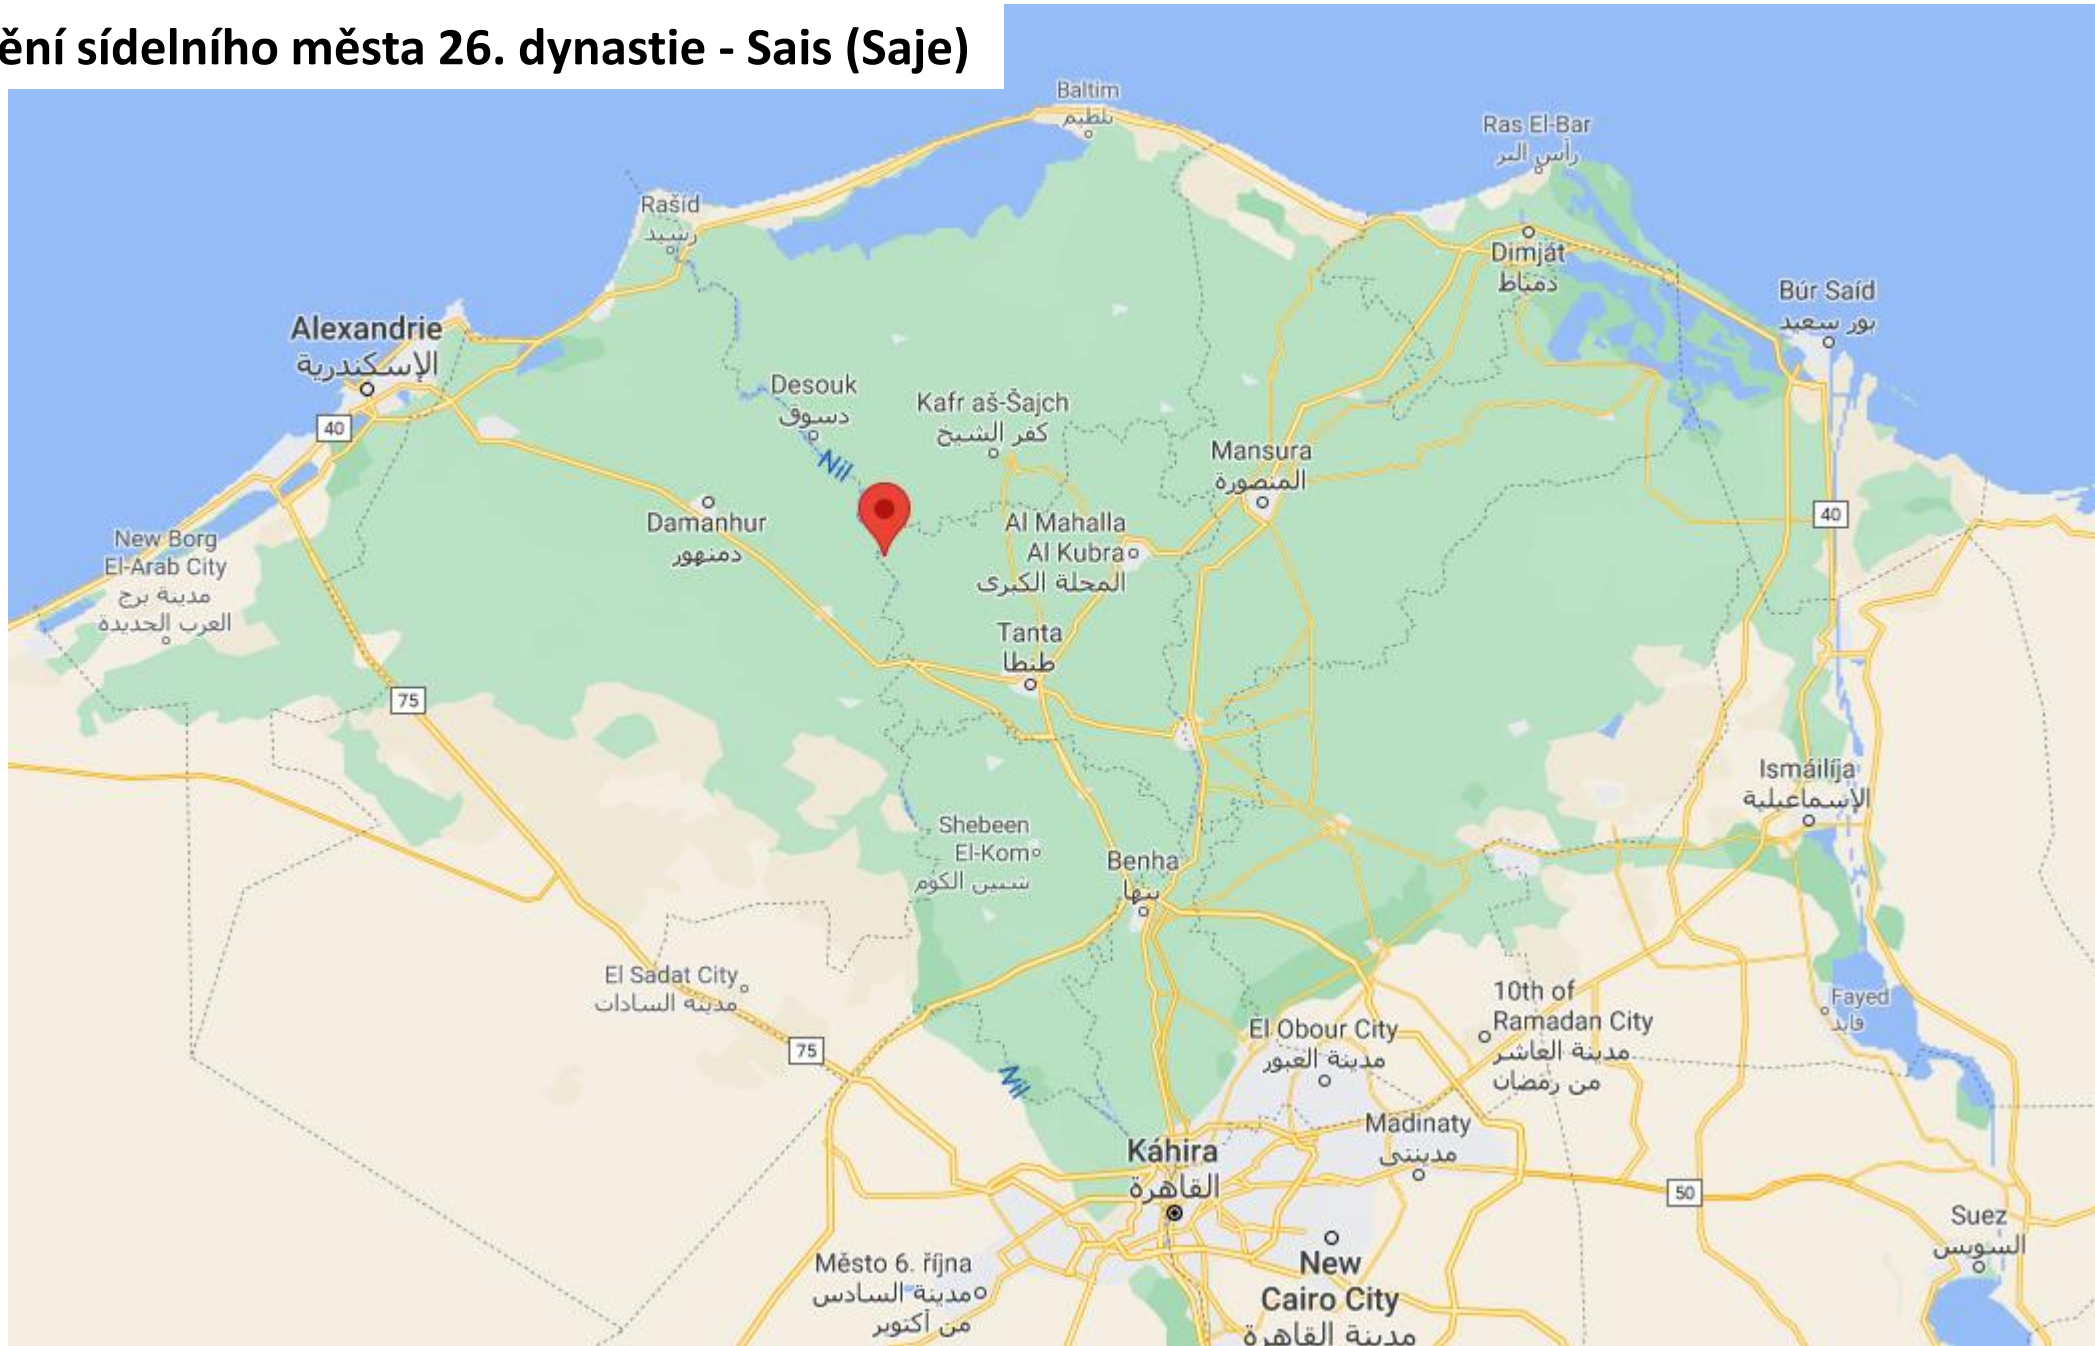 ění sídelního města 26. dynastie - Sais (Saje)
Baltim
بلطيم
Ras El-Bar
رأس البر
Rašíd
رشيد
Dimját
دمياط
Búr Saíd
بور سعيد
Alexandrie
الإسكندرية
40
Desouk
دسوق
Kafr aš-Šajch
كفر الشيخ
Nil
Mansura
المنصورة
Damanhur
دمنهور
Al Mahalla
Al Kubra
المحلة الكبرى
40
New Borg
El-Arab City
مدينة برج
العرب الجديدة
Tanta
طنطا
75
Ismáilíja
الإسماعيلية
Shebeen
El-Kom
شبين الكوم
Benha
بنها
El Sadat City
مدينة السادات
10th of
Ramadan City
مدينة العاشر
من رمضان
Fayed
فايد
El Obour City
مدينة العبور
75
Nil
Madinaty
مدينتي
Káhira
القاهرة
50
Suez
السويس
Město 6. října
مدينة السادس
من أكتوبر
New
Cairo City
مدينة القاهرة